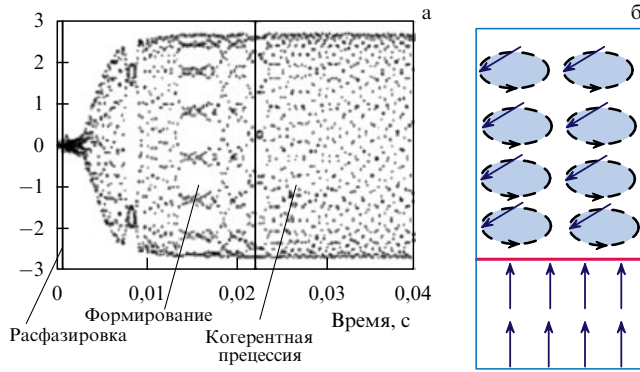 а
б
3
2
1
0
−1
−2
−3
0
0,01
0,02
0,03
0,04
Время, с
Формирование
Расфазировка
Когерентная
прецессия